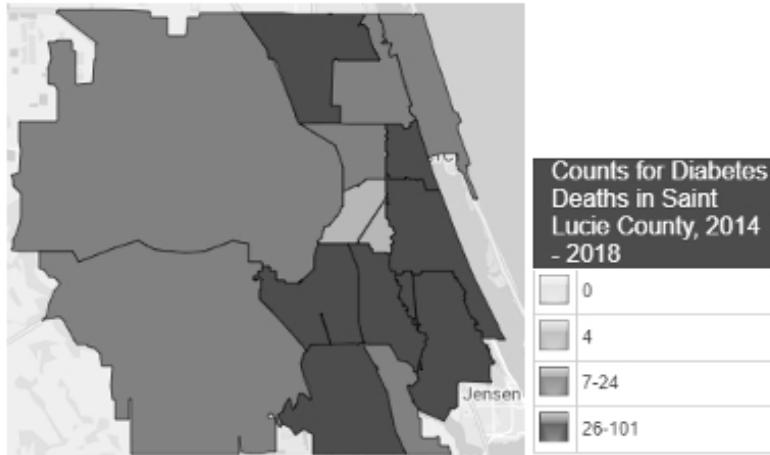 Counts for Diabetes
Deaths in Saint
Lucie County, 2014
- 2018
0
4
7-24
26-101
Jensen